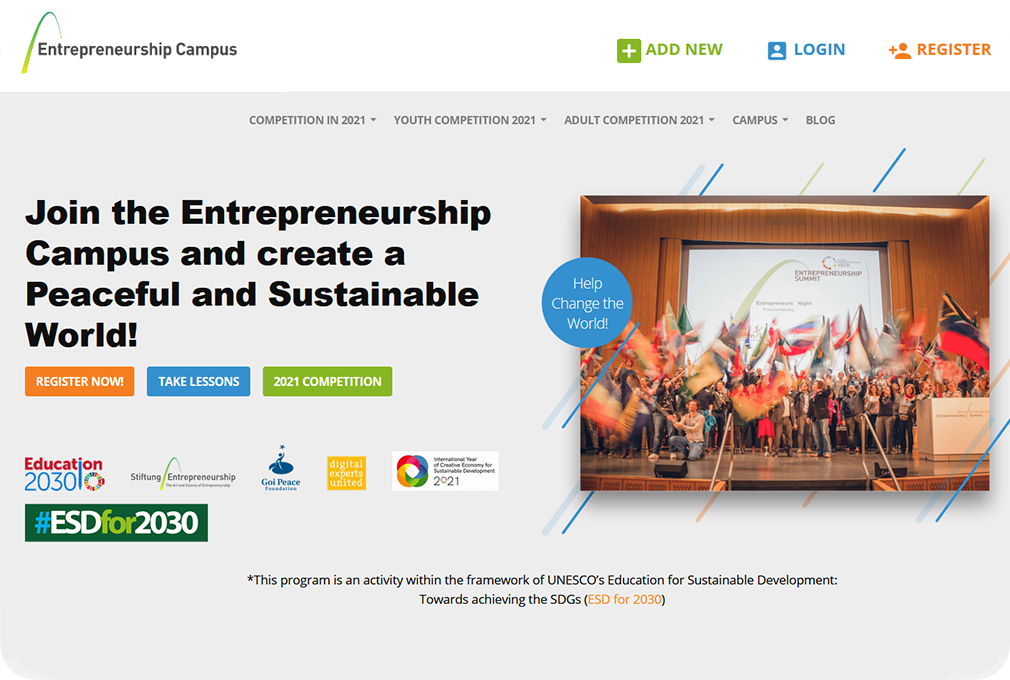 Entrepreneurship Campus
ADD NEW
LOGIN
REGISTER
COMPETITION IN 2021
YOUTH COMPETITION 2021
ADULT COMPETITION 2021
CAMPUS
BLOG
Join the Entrepreneurship
Campus and create a
Peaceful and Sustainable
World!
REGISTER NOW!
TAKE LESSONS
2021 COMPETITION
Help
Change the
World!
ENTREPRENEURSHIP
SUMMIT
Entrepreneurs' Night
Education
2030
Stiftung Entrepreneurship
The Art and Science of Entrepreneurship
Goi Peace
Foundation
digital
experts
united
International Year
of Creative Economy for
Sustainable Development
2021
#ESDfor2030
*This program is an activity within the framework of UNESCO's Education for Sustainable Development:
Towards achieving the SDGs (ESD for 2030)